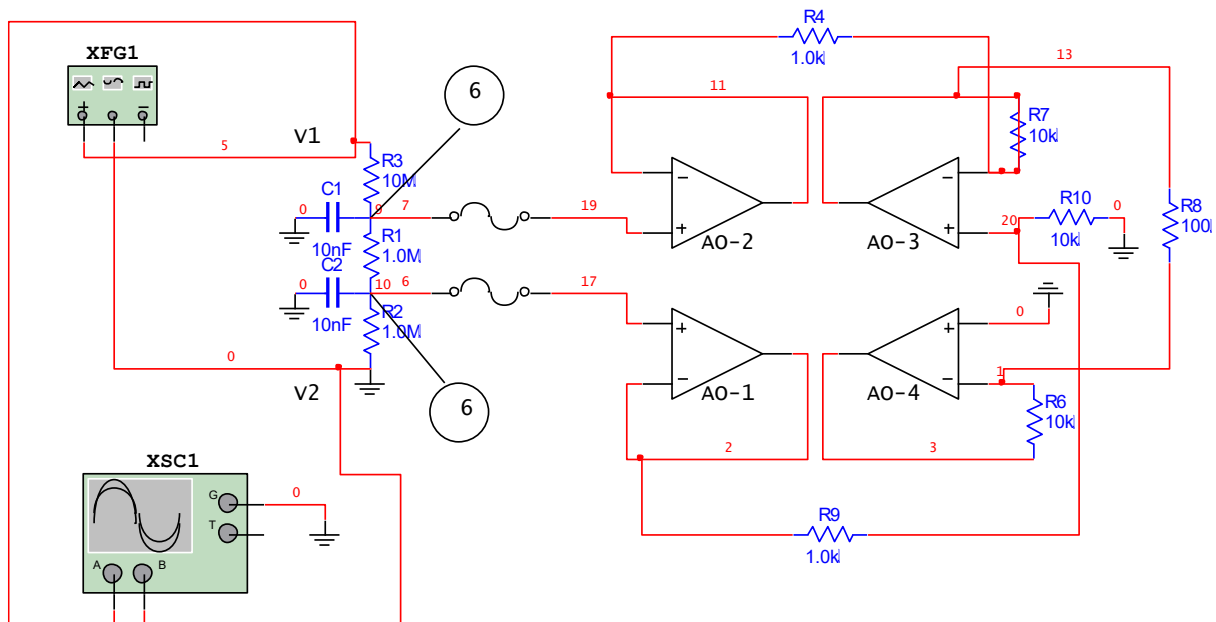 R4
1.0k
13
XFG1
6
11
R7
10k
V1
5
R3
10M
C1
0
9
7
19
R10
0
20
10k
R8
100
10nF
R1
1.0M
AO-2
AO-3
C2
0
10
6
17
10nF
R2
1.0M
0
0
V2
6
AO-1
AO-4
1
R6
10k
2
3
XSC1
G
0
T
A
B
R9
1.0k